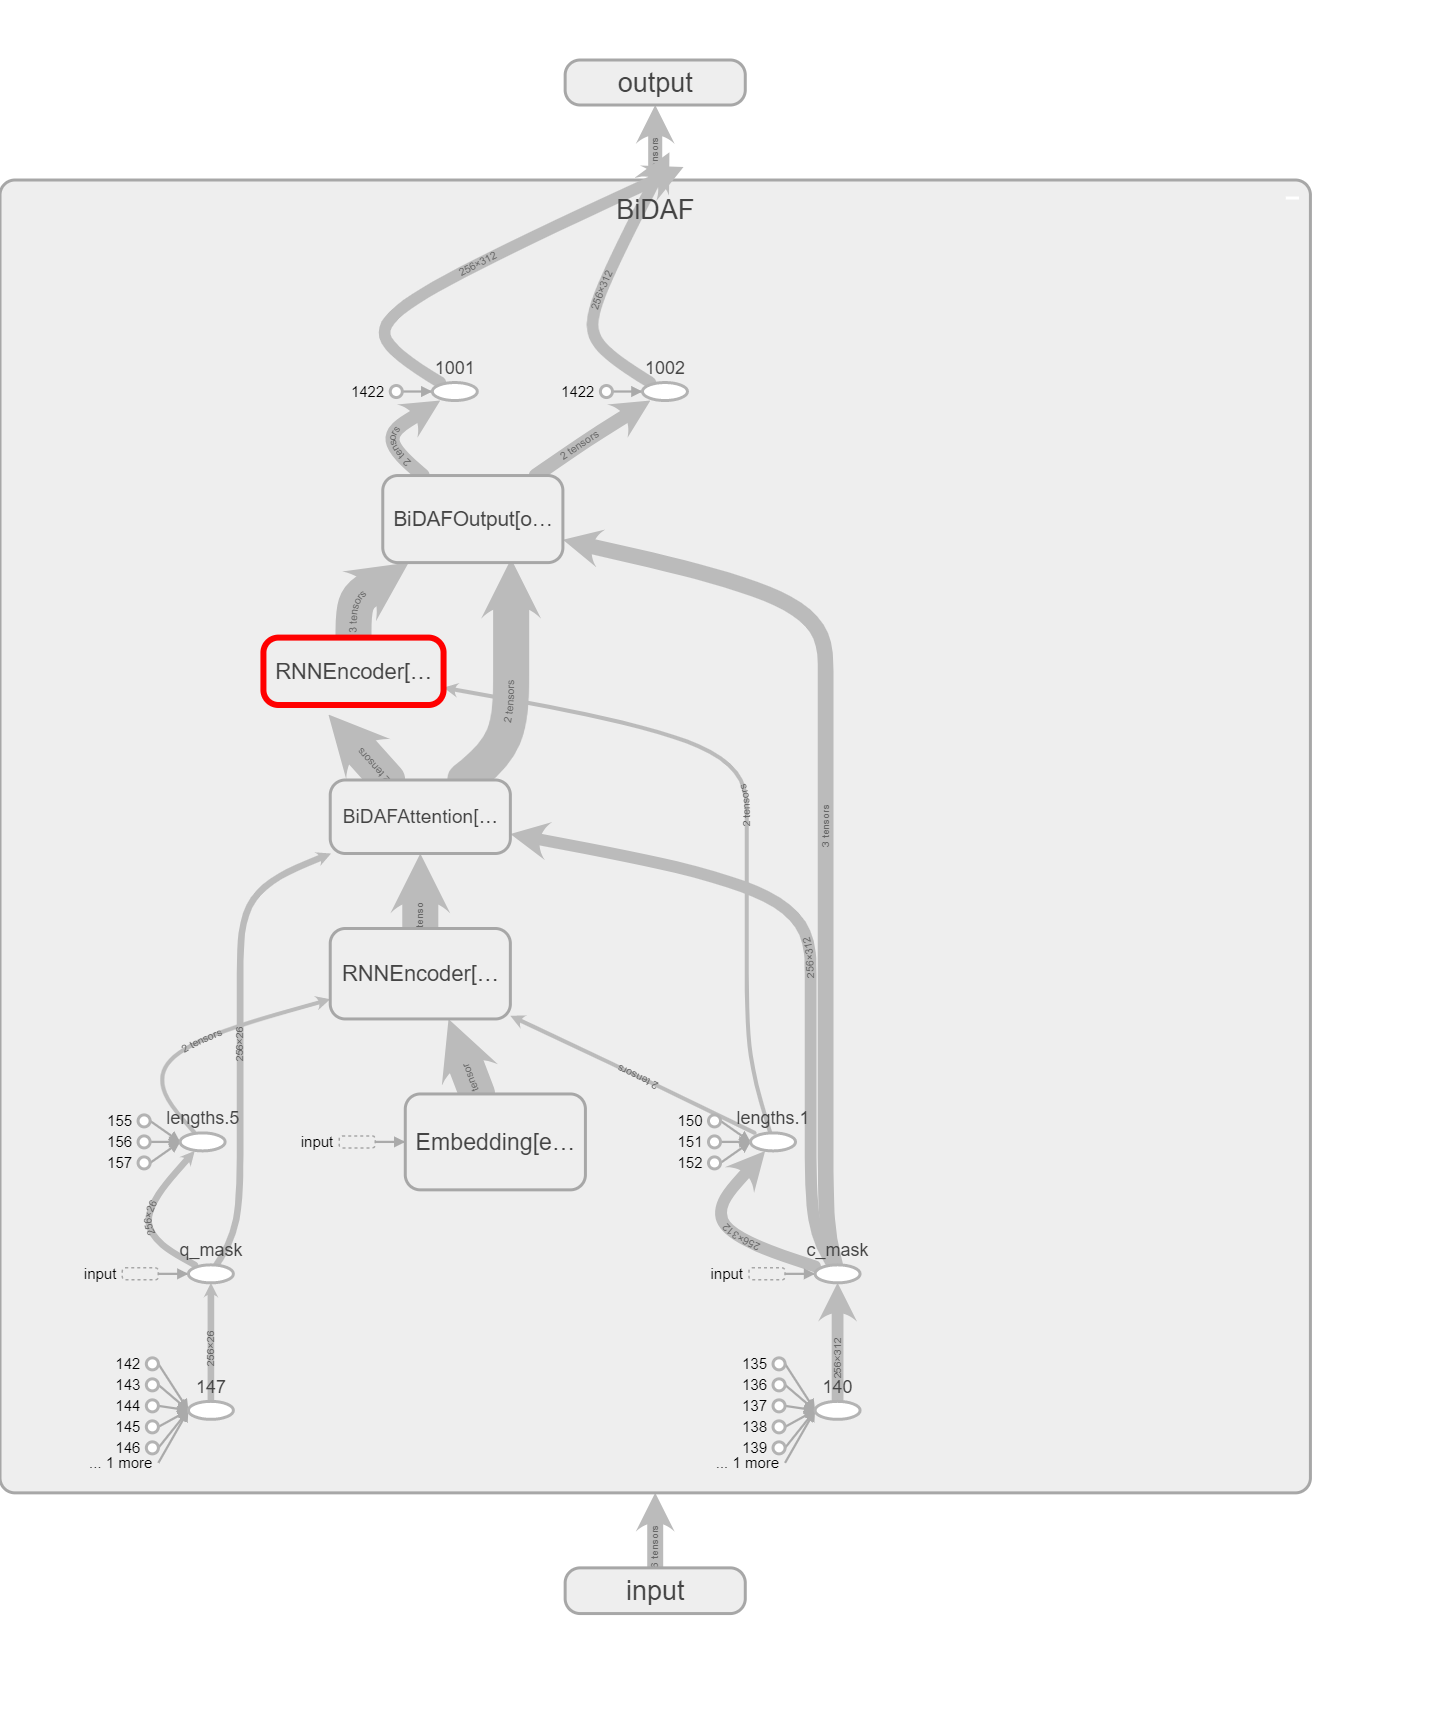 output
nsors
BiDAF
256×312
256×312
1001
1002
1422
1422
2 tensors
2 tensors
BiDAFOutput[o…
3 tensors
RNNEncoder[…
2 tensors
2 tensors
2 tensors
3 tensors
BiDAFAttention[…
tenso
256×312
RNNEncoder[…
2 tensors
256×26
2 tensors
tensor
lengths.5
155
156
157
input
Embedding[e…
lengths.1
150
151
152
256×26
256×312
q_mask
input
c_mask
input
256×26
256×312
142
143
144
145
146
... 1 more
147
135
136
137
138
139
... 1 more
140
tensors
input